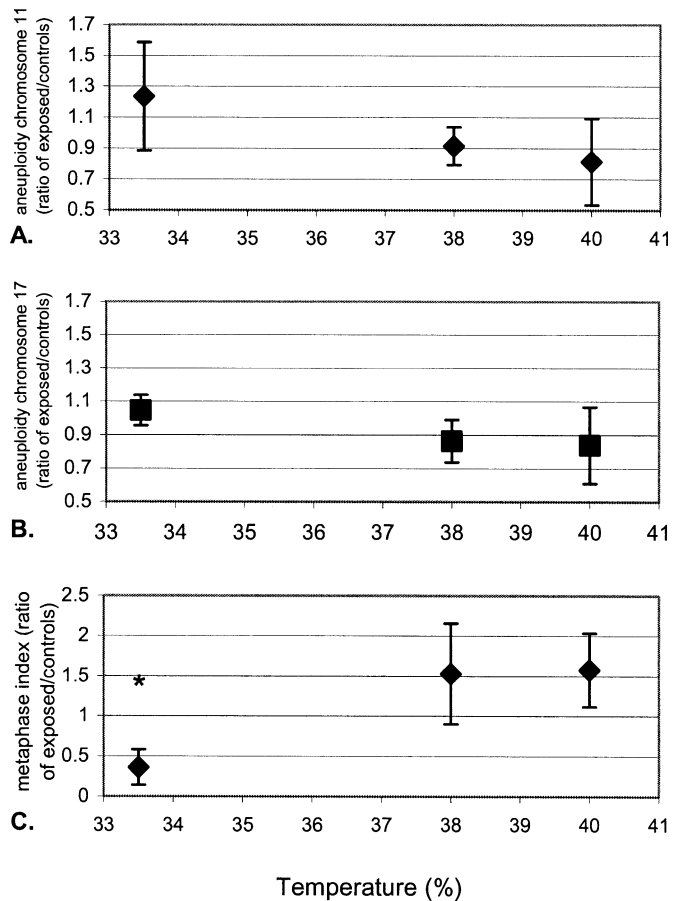 aneuploidy chromosome 11
(ratio of exposed/controls)
1.7
1.5
1.3
1.1
0.9
0.7
0.5
33 34 35 36 37 38 39 40 41
A.
aneuploidy chromosome 17
(ratio of exposed/controls)
1.7
1.5
1.3
1.1
0.9
0.7
0.5
33 34 35 36 37 38 39 40 41
B.
metaphase index (ratio
of exposed/controls)
2.5
2
1.5
1
0.5
0
*
33 34 35 36 37 38 39 40 41
C.
Temperature (%)